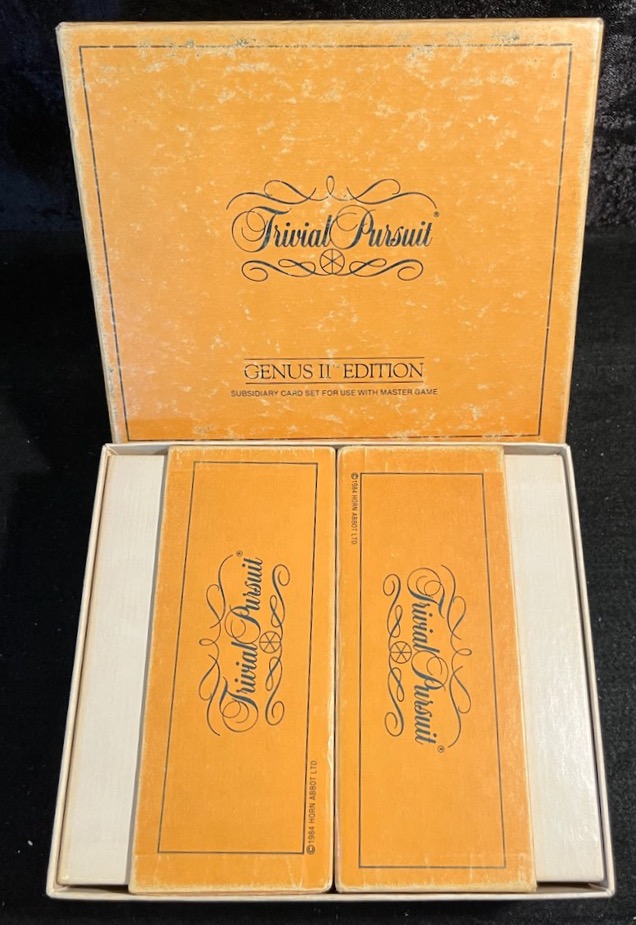 Trivial Pursuit®
GENUS II™ EDITION
SUBSIDIARY CARD SET FOR USE WITH MASTER GAME
Trivial Pursuit®
© 1984 HORN ABBOT LTD.
Trivial Pursuit®
© 1984 HORN ABBOT LTD.